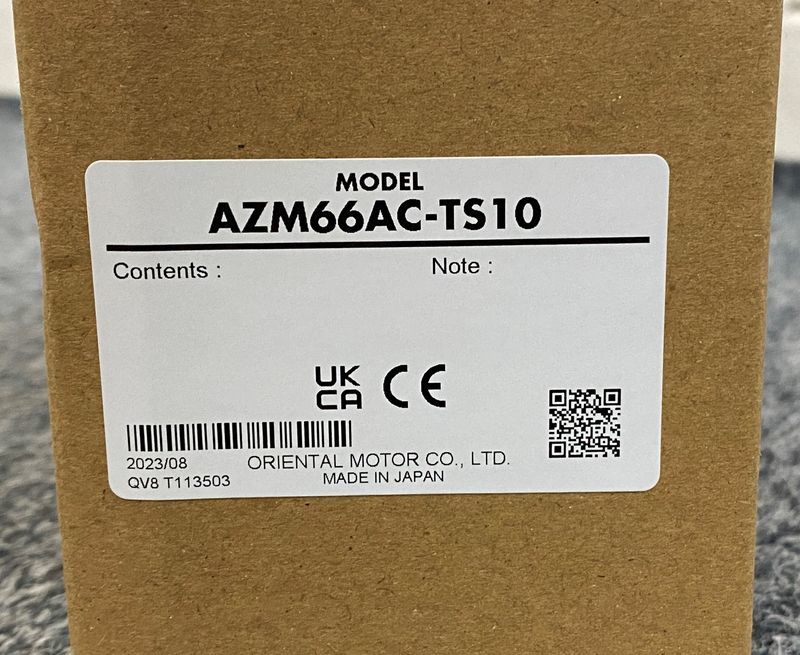 MODEL
AZM66AC-TS10
Contents :
Note :
UK
CA
CE
2023/08
ORIENTAL MOTOR CO., LTD.
QV8 T113503
MADE IN JAPAN